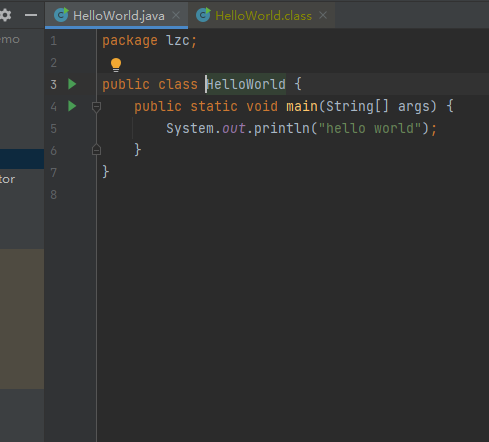 HelloWorld.java HelloWorld.class
emo
tor
1 package lzc;
2
3 public class HelloWorld {
4 public static void main(String[] args) {
5 System.out.println("hello world");
6 }
7 }
8